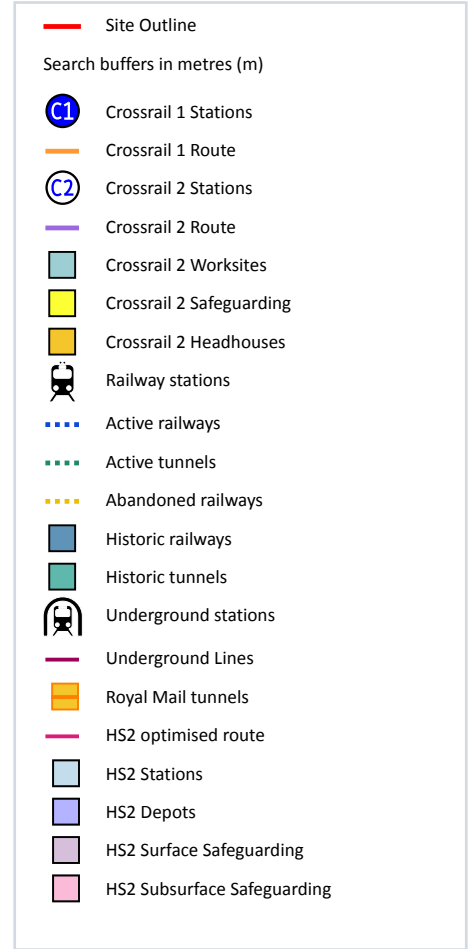 Site Outline
Search buffers in metres (m)
C1 Crossrail 1 Stations
Crossrail 1 Route
C2 Crossrail 2 Stations
Crossrail 2 Route
Crossrail 2 Worksites
Crossrail 2 Safeguarding
Crossrail 2 Headhouses
Railway stations
Active railways
Active tunnels
Abandoned railways
Historic railways
Historic tunnels
Underground stations
Underground Lines
Royal Mail tunnels
HS2 optimised route
HS2 Stations
HS2 Depots
HS2 Surface Safeguarding
HS2 Subsurface Safeguarding